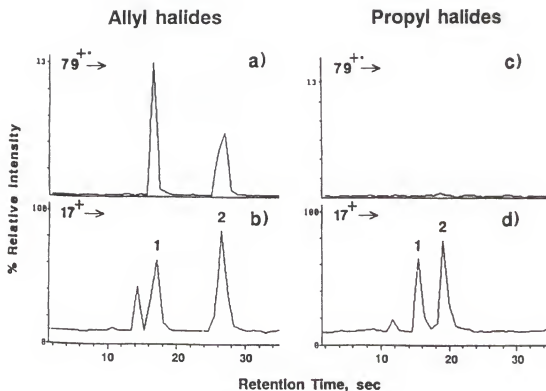 Allyl halides
Propyl halides
13
79⁺· →
a)
13
79⁺· →
c)
% Relative Intensity
17⁺ →
b)
1
2
100
17⁺ →
d)
1
2
0
10
20
30
10
20
30
Retention Time, sec